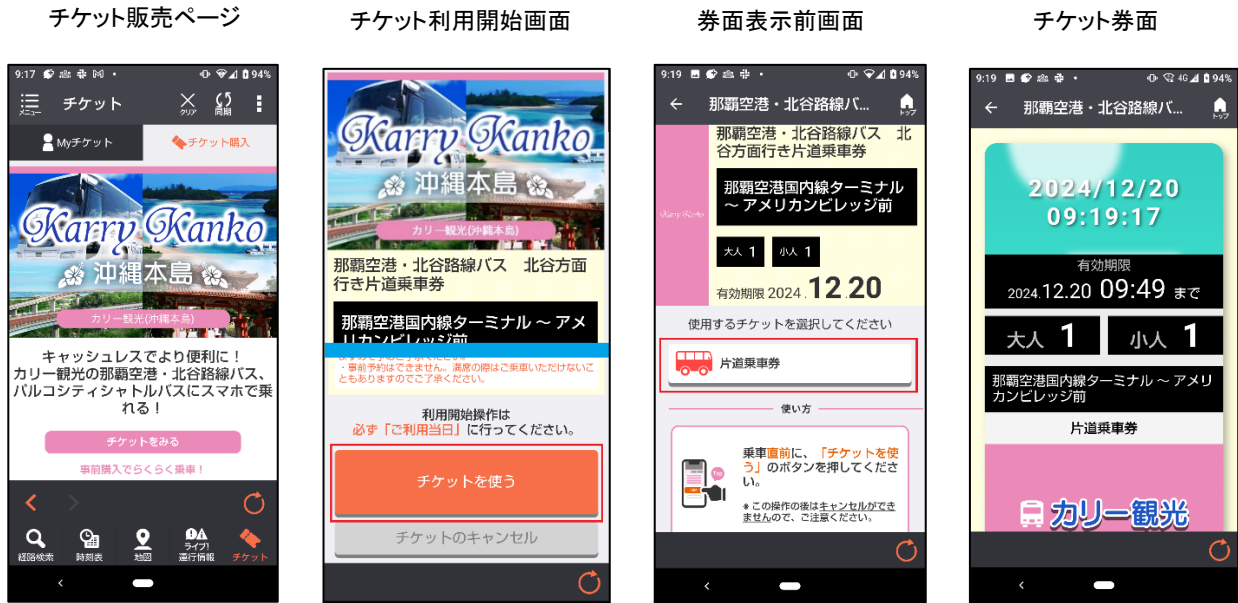 チケット販売ページ
9:17
94%
メニュー
チケット
クリア
同期
Myチケット
チケット購入
Karry Kanko
沖縄本島
カリー観光(沖縄本島)
キャッシュレスでより便利に！
カリー観光の那覇空港・北谷路線バス、
パルコシティシャトルバスにスマホで乗
れる！
チケットをみる
事前購入でらくらく乗車！
経路検索
時刻表
地図
ライブ!
運行情報
チケット
チケット利用開始画面
Karry Kanko
沖縄本島
カリー観光(沖縄本島)
那覇空港・北谷路線バス　北谷方面
行き片道乗車券
那覇空港国内線ターミナル ～ アメ
リカンビレッジ前
・事前予約はできません。満席の際はご乗車いただけないこ
ともありますのでご了承ください。
利用開始操作は
必ず「ご利用当日」に行ってください。
チケットを使う
チケットのキャンセル
券面表示前画面
9:19
94%
那覇空港・北谷路線バ...
トップ
那覇空港・北谷路線バス　北
谷方面行き片道乗車券
Karry Kanko
那覇空港国内線ターミナル
～ アメリカンビレッジ前
大人 1
小人 1
有効期限 2024.12.20
使用するチケットを選択してください
片道乗車券
使い方
乗車直前に、「チケットを使
う」のボタンを押してくださ
い。
＊この操作の後はキャンセルができ
ませんので、ご注意ください。
チケット券面
9:19
4G
94%
那覇空港・北谷路線バ...
トップ
2024/12/20
09:19:17
有効期限
2024.12.20 09:49 まで
大人 1
小人 1
那覇空港国内線ターミナル ～ アメリ
カンビレッジ前
片道乗車券
カリー観光